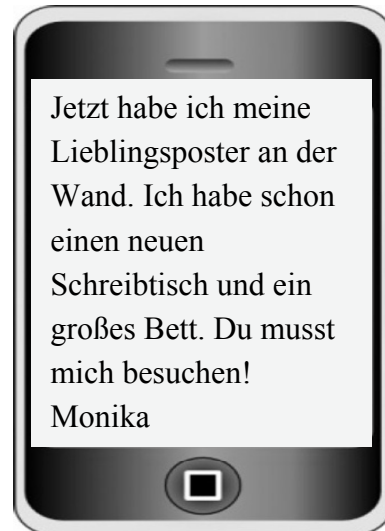 Jetzt habe ich meine
Lieblingsposter an der
Wand. Ich habe schon
einen neuen
Schreibtisch und ein
großes Bett. Du musst
mich besuchen!
Monika